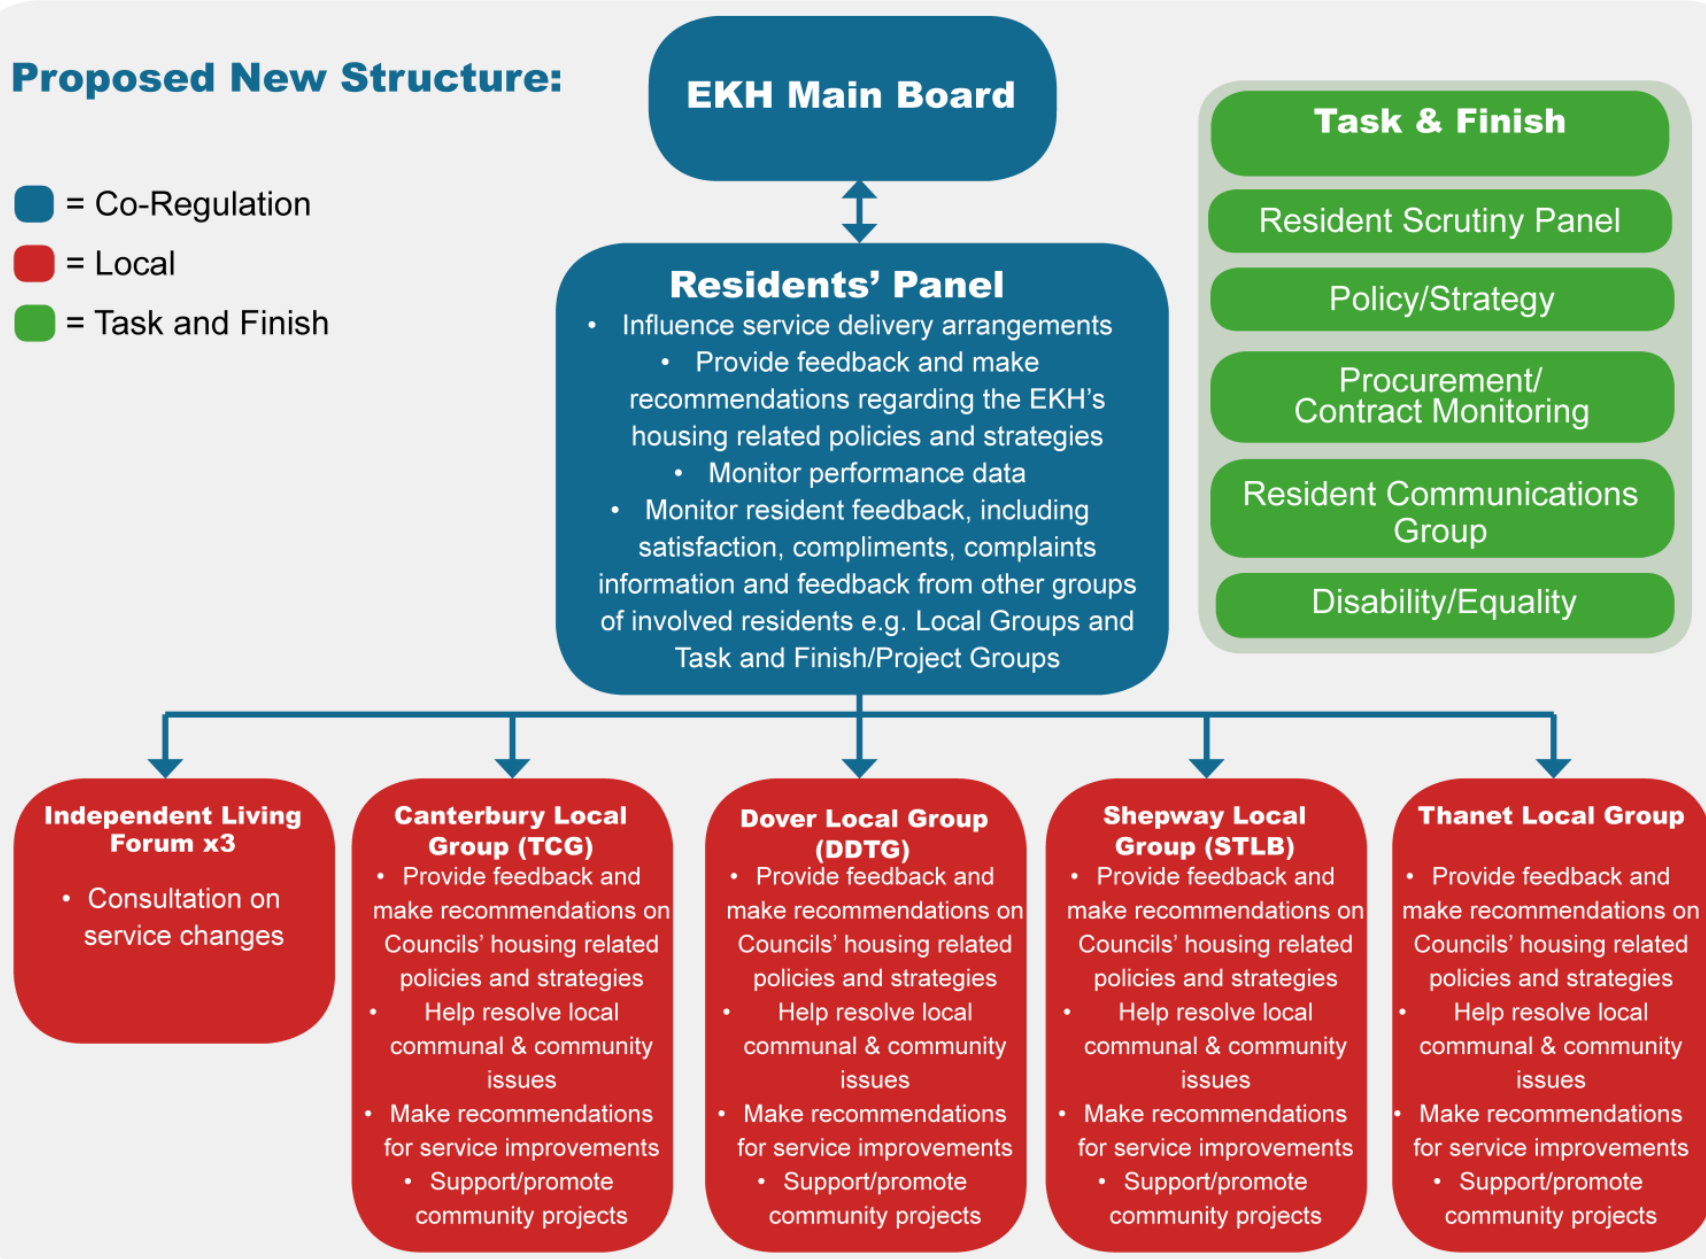 Proposed New Structure:
= Co-Regulation
= Local
= Task and Finish
EKH Main Board
Residents' Panel
• Influence service delivery arrangements
• Provide feedback and make
recommendations regarding the EKH's
housing related policies and strategies
• Monitor performance data
• Monitor resident feedback, including
satisfaction, compliments, complaints
information and feedback from other groups
of involved residents e.g. Local Groups and
Task and Finish/Project Groups
Task & Finish
Resident Scrutiny Panel
Policy/Strategy
Procurement/
Contract Monitoring
Resident Communications
Group
Disability/Equality
Independent Living
Forum x3
• Consultation on
service changes
Canterbury Local
Group (TCG)
• Provide feedback and
make recommendations on
Councils' housing related
policies and strategies
• Help resolve local
communal & community
issues
• Make recommendations
for service improvements
• Support/promote
community projects
Dover Local Group
(DDTG)
• Provide feedback and
make recommendations on
Councils' housing related
policies and strategies
• Help resolve local
communal & community
issues
• Make recommendations
for service improvements
• Support/promote
community projects
Shepway Local
Group (STLB)
• Provide feedback and
make recommendations on
Councils' housing related
policies and strategies
• Help resolve local
communal & community
issues
• Make recommendations
for service improvements
• Support/promote
community projects
Thanet Local Group
• Provide feedback and
make recommendations on
Councils' housing related
policies and strategies
• Help resolve local
communal & community
issues
• Make recommendations
for service improvements
• Support/promote
community projects